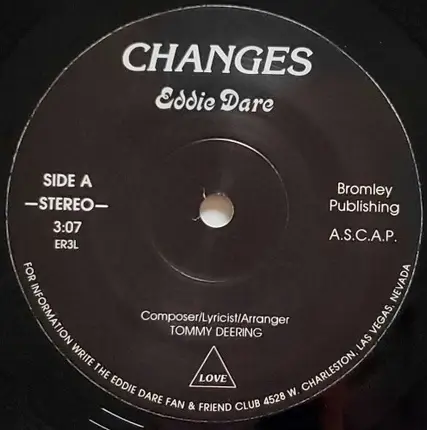 CHANGES
Eddie Dare
SIDE A
—STEREO—
3:07
ER3L
Bromley
Publishing
A.S.C.A.P.
Composer/Lyricist/Arranger
TOMMY DEERING
LOVE
FOR INFORMATION WRITE THE EDDIE DARE FAN & FRIEND CLUB 4528 W. CHARLESTON, LAS VEGAS, NEVADA